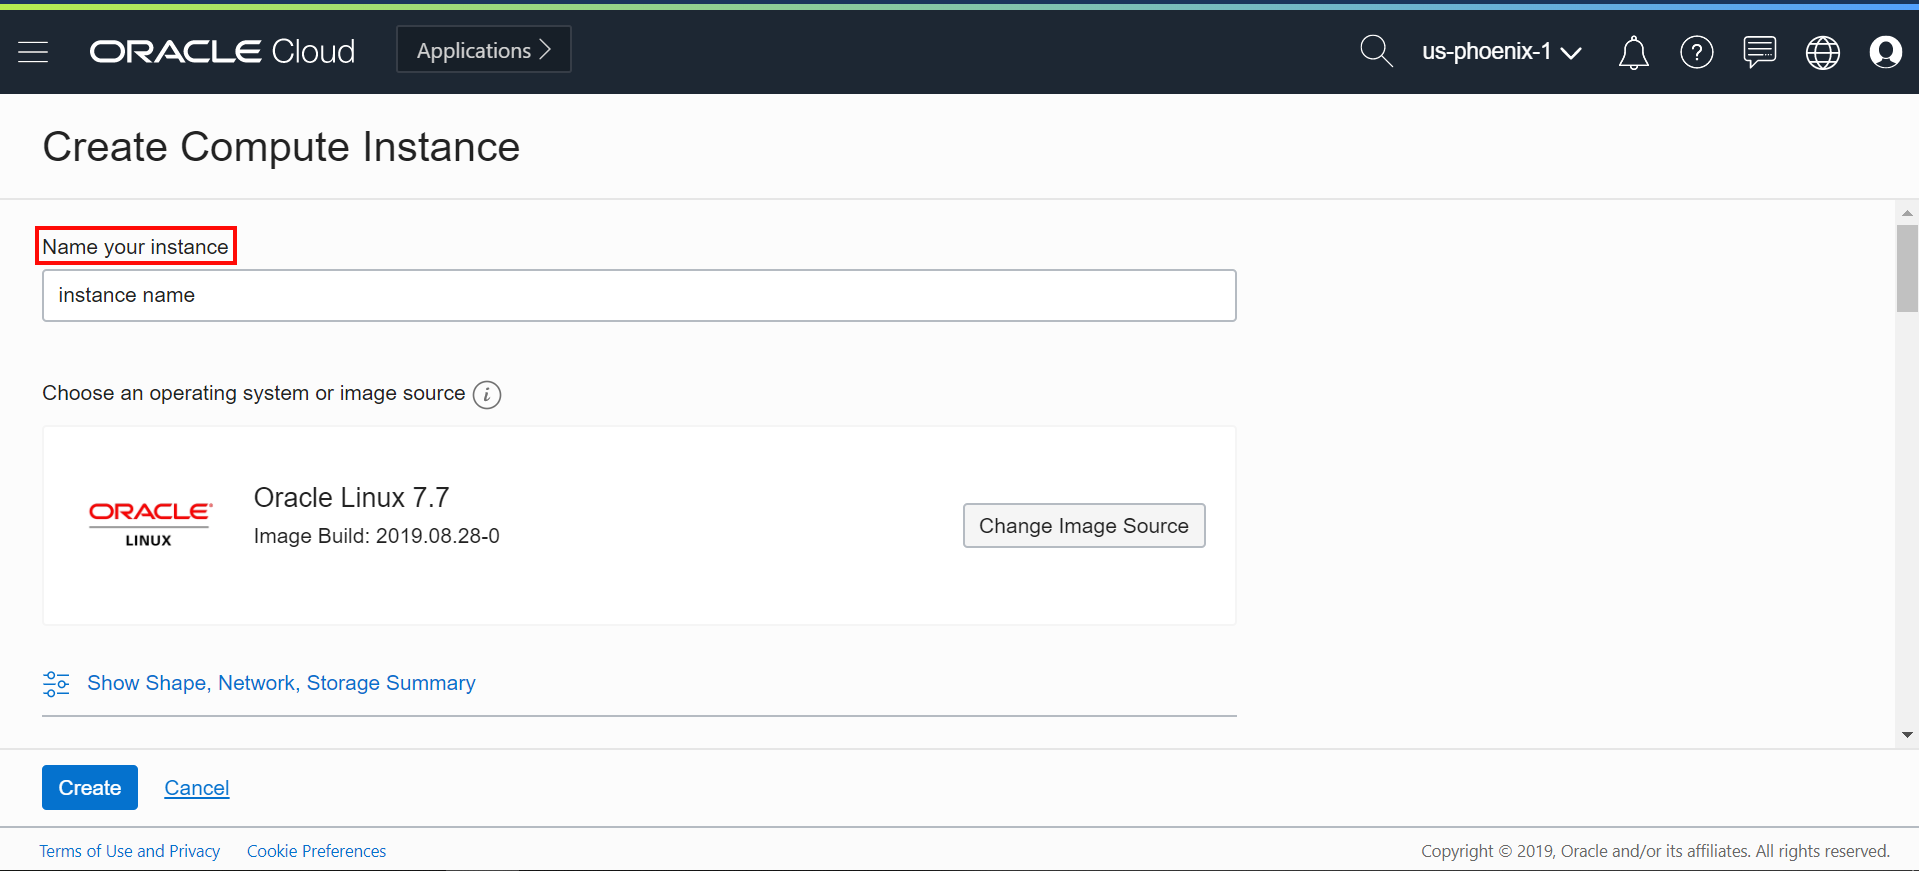 ORACLE Cloud
Applications
us-phoenix-1
Create Compute Instance
Name your instance
instance name
Choose an operating system or image source
ORACLE
LINUX
Oracle Linux 7.7
Image Build: 2019.08.28-0
Change Image Source
Show Shape, Network, Storage Summary
Create Cancel
Terms of Use and Privacy Cookie Preferences
Copyright © 2019, Oracle and/or its affiliates. All rights reserved.